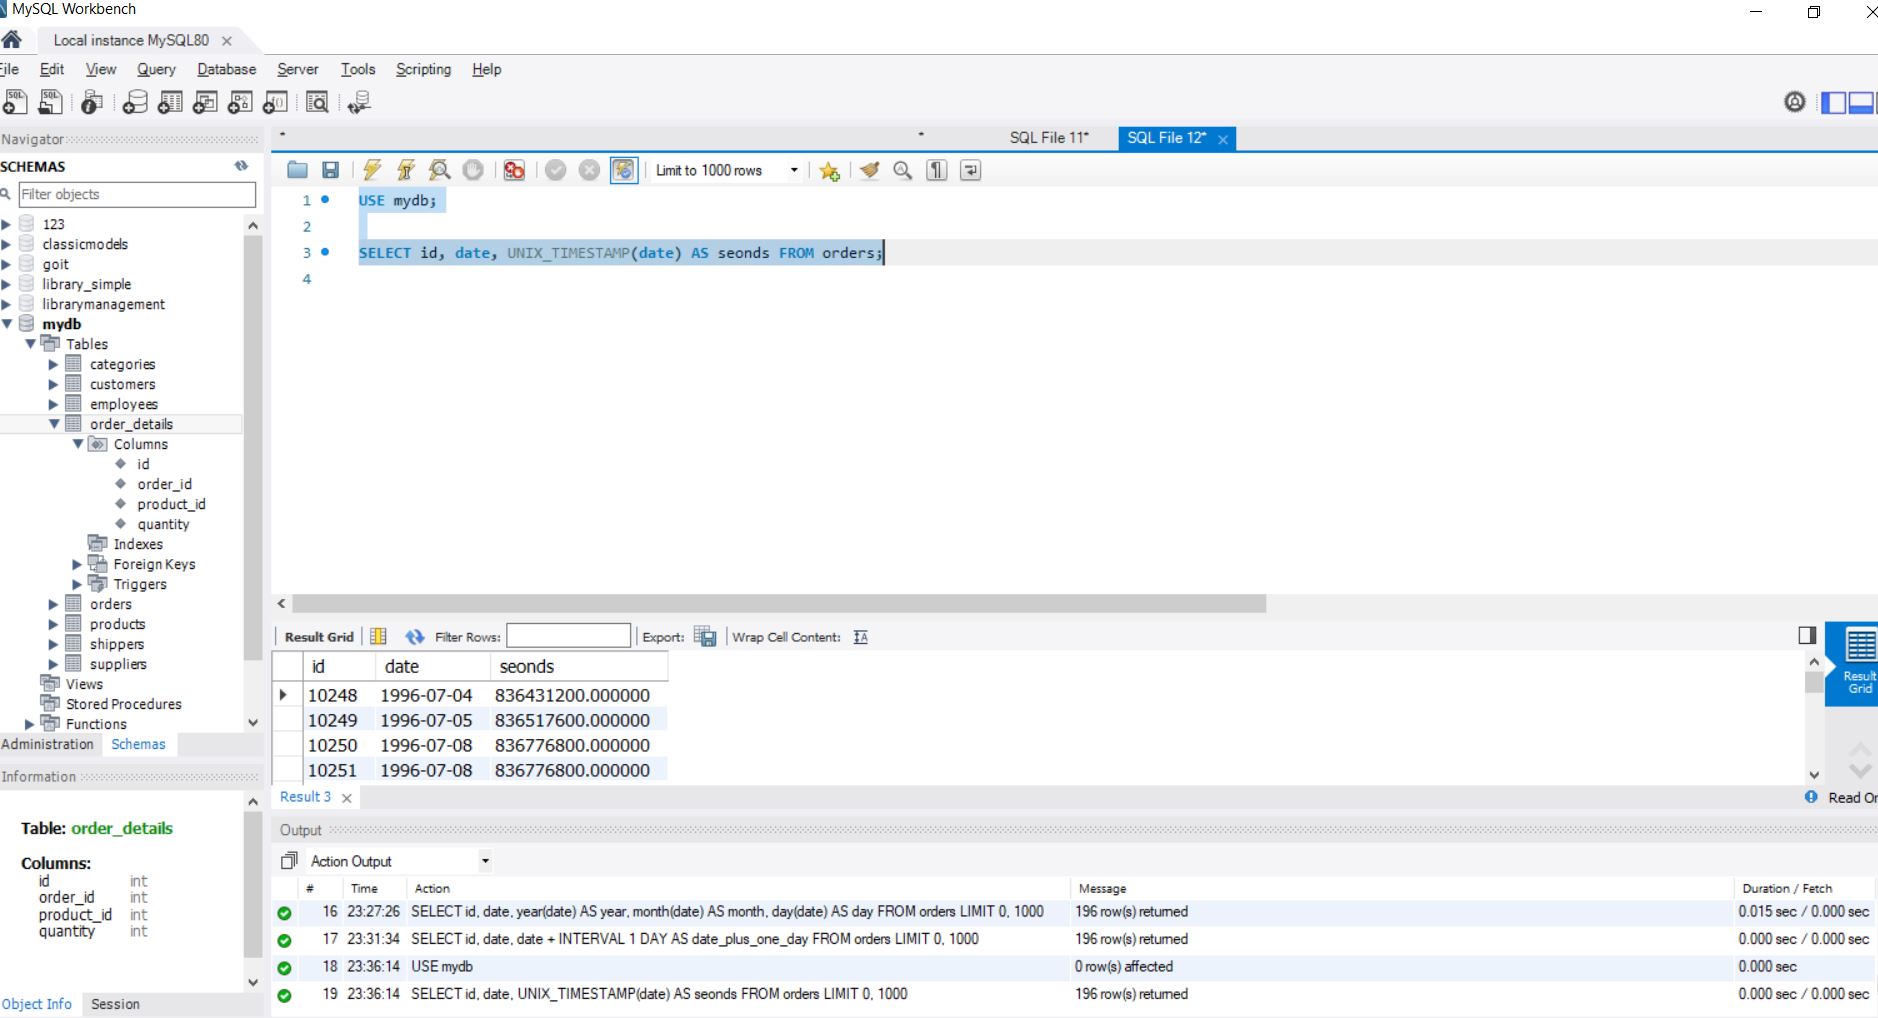 MySQL Workbench
Local instance MySQL80
File Edit View Query Database Server Tools Scripting Help
Navigator
SCHEMAS
Filter objects
123
classicmodels
goit
library_simple
librarymanagement
mydb
Tables
categories
customers
employees
order_details
Columns
id
order_id
product_id
quantity
Indexes
Foreign Keys
Triggers
orders
products
shippers
suppliers
Views
Stored Procedures
Functions
Administration Schemas
Information
Table: order_details
Columns:
id int
order_id int
product_id int
quantity int
Object Info Session
* * SQL File 11* SQL File 12*
Limit to 1000 rows
1 USE mydb;
2
3 SELECT id, date, UNIX_TIMESTAMP(date) AS seonds FROM orders;
4
Result Grid Filter Rows: Export: Wrap Cell Content:
id date seonds
10248 1996-07-04 836431200.000000
10249 1996-07-05 836517600.000000
10250 1996-07-08 836776800.000000
10251 1996-07-08 836776800.000000
Result
Grid
Result 3
Read On
Output
Action Output
# Time Action Message Duration / Fetch
16 23:27:26 SELECT id, date, year(date) AS year, month(date) AS month, day(date) AS day FROM orders LIMIT 0, 1000 196 row(s) returned 0.015 sec / 0.000 sec
17 23:31:34 SELECT id, date, date + INTERVAL 1 DAY AS date_plus_one_day FROM orders LIMIT 0, 1000 196 row(s) returned 0.000 sec / 0.000 sec
18 23:36:14 USE mydb 0 row(s) affected 0.000 sec
19 23:36:14 SELECT id, date, UNIX_TIMESTAMP(date) AS seonds FROM orders LIMIT 0, 1000 196 row(s) returned 0.000 sec / 0.000 sec